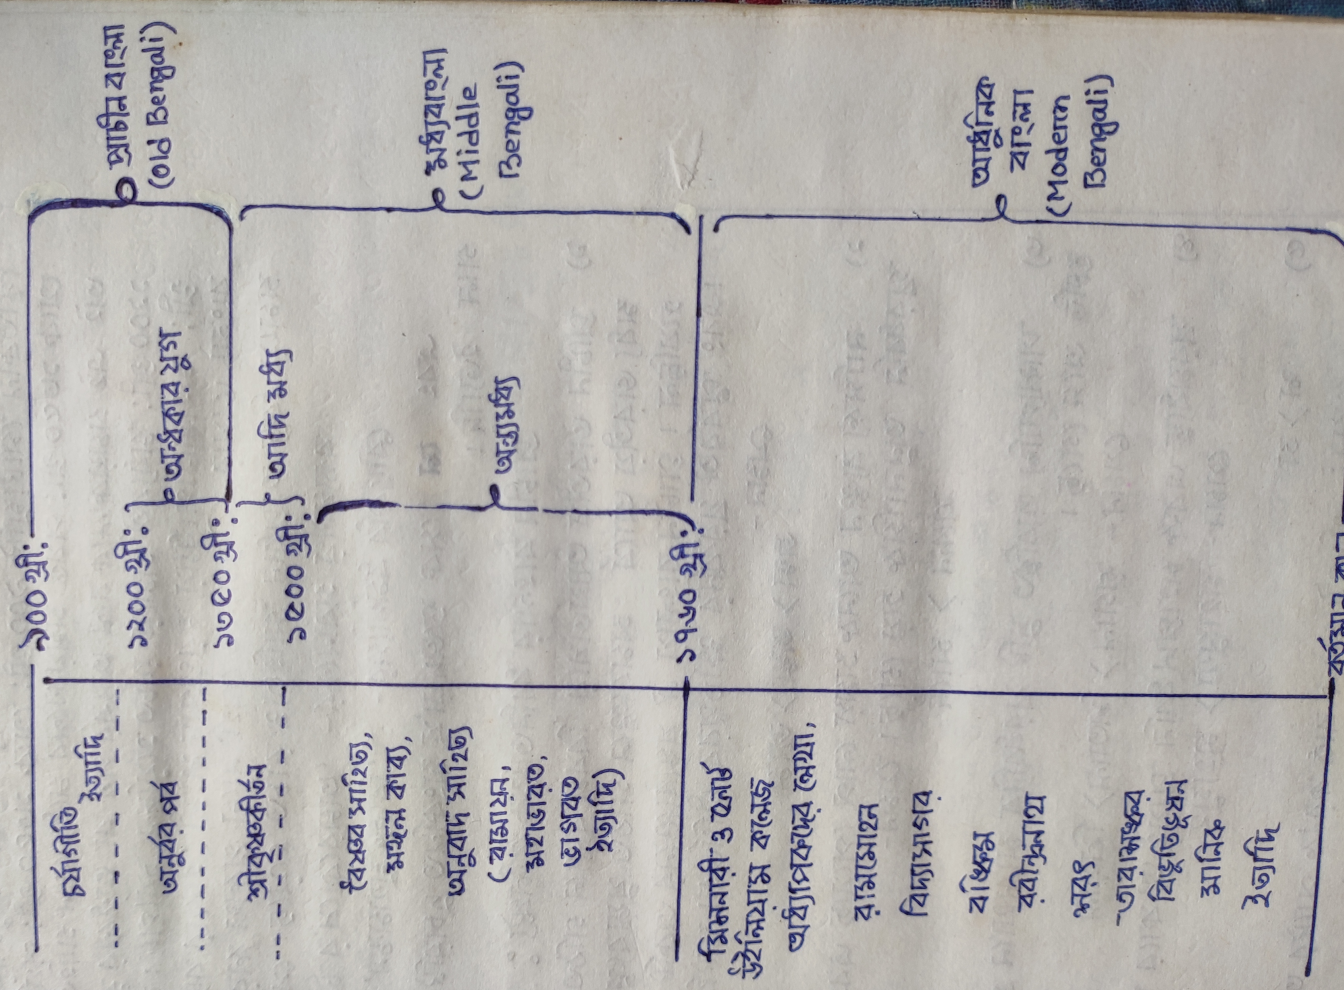 চর্যাগীতি
ইত্যাদি
অনুর্বর পর্ব
শ্রীকৃষ্ণকীর্তন
বৈষ্ণব সাহিত্য,
মঙ্গল কাব্য,
অনুবাদ সাহিত্য
(রামায়ন,
মহাভারত,
ভাগবত
ইত্যাদি)
মিশনারী ও ফোর্ট
উইলিয়াম কলেজ
অধ্যাপকদের লেখা,
রামমোহন
বিদ্যাসাগর
বঙ্কিম
রবীন্দ্রনাথ
শরৎ
তারাশঙ্কর
বিভূতিভূষন
মানিক
ইত্যাদি
৯০০ খ্রী:
১২০০ খ্রী:
১৩৫০ খ্রী:
১৫০০ খ্রী:
১৭৬০ খ্রী:
বর্তমান কাল
অন্ধকার যুগ
আদি মধ্য
অন্ত্যমধ্য
প্রাচীন বাংলা
(Old Bengali)
মধ্যবাংলা
(Middle
Bengali)
আধুনিক
বাংলা
(Modern
Bengali)